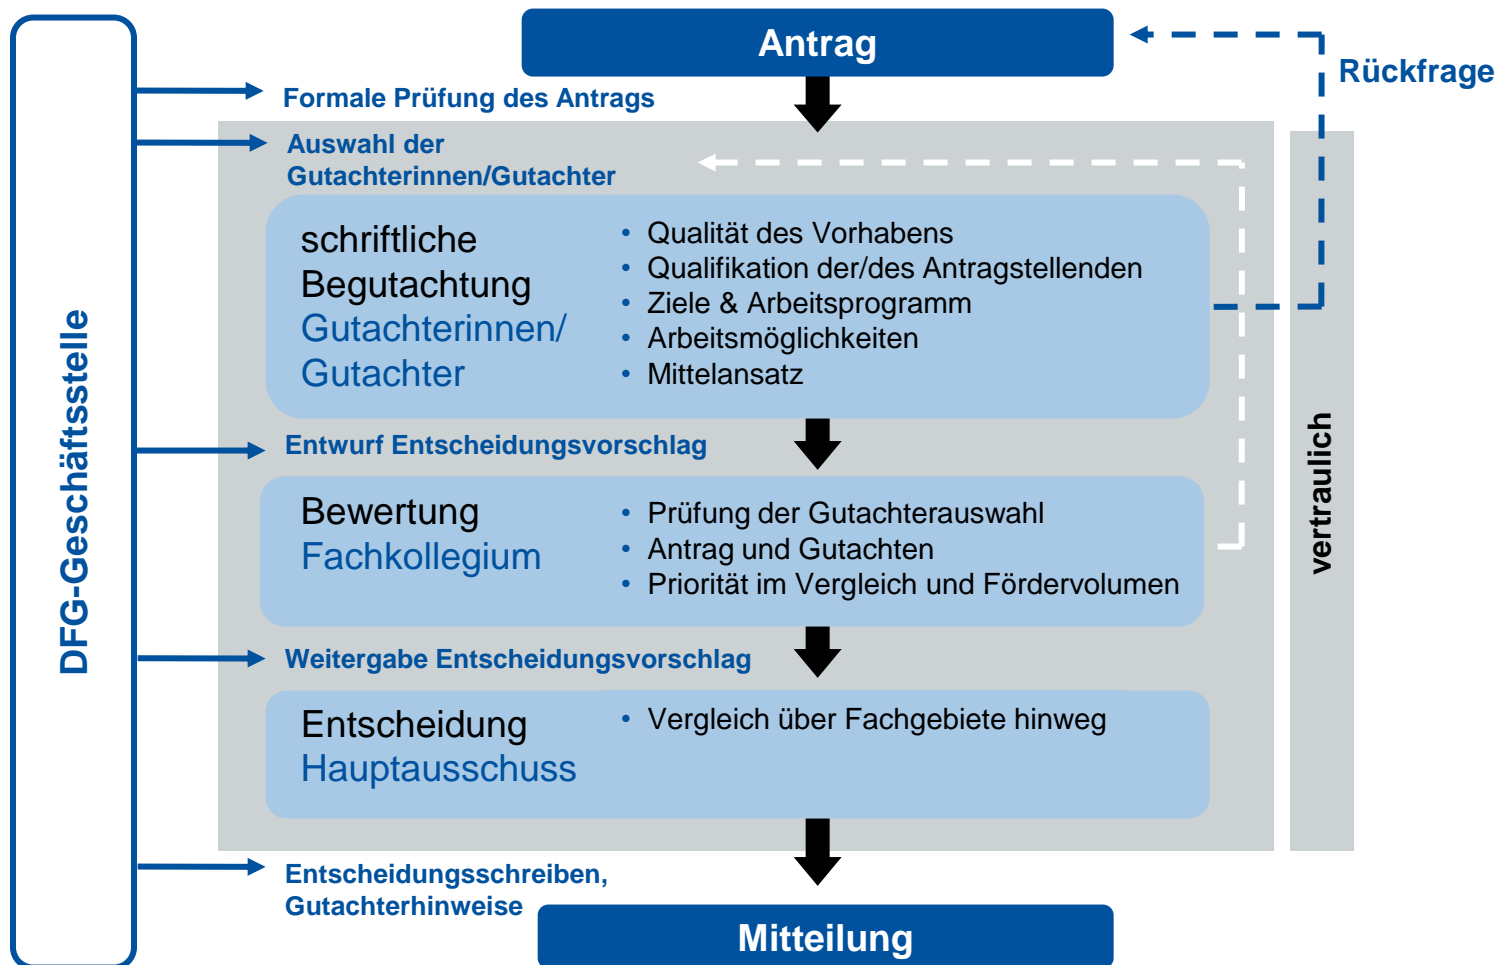 DFG-Geschäftsstelle
Antrag
Rückfrage
Formale Prüfung des Antrags
Auswahl der
Gutachterinnen/Gutachter
schriftliche
Begutachtung
Gutachterinnen/
Gutachter
• Qualität des Vorhabens
• Qualifikation der/des Antragstellenden
• Ziele & Arbeitsprogramm
• Arbeitsmöglichkeiten
• Mittelansatz
vertraulich
Entwurf Entscheidungsvorschlag
Bewertung
Fachkollegium
• Prüfung der Gutachterauswahl
• Antrag und Gutachten
• Priorität im Vergleich und Fördervolumen
Weitergabe Entscheidungsvorschlag
Entscheidung
Hauptausschuss
• Vergleich über Fachgebiete hinweg
Entscheidungsschreiben,
Gutachterhinweise
Mitteilung